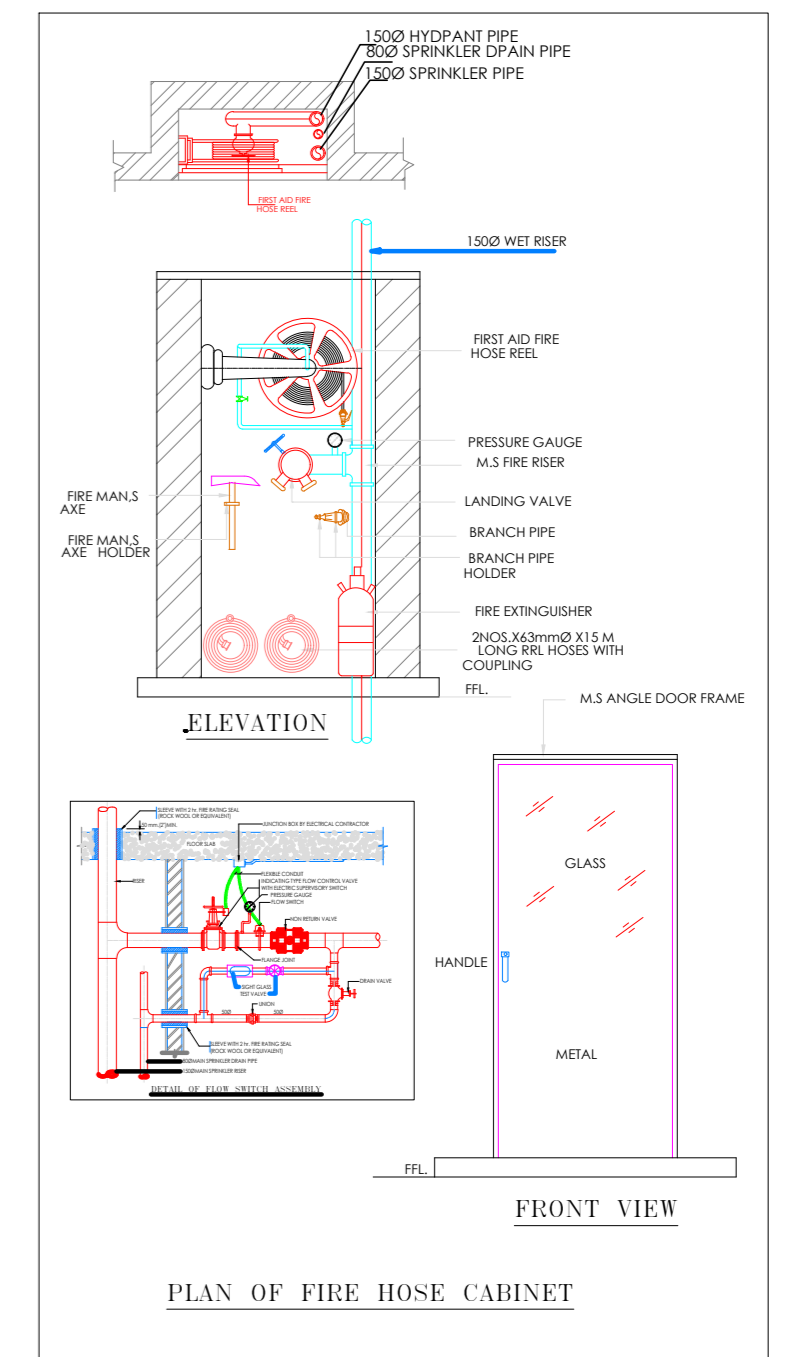 150Ø HYDPANT PIPE
80Ø SPRINKLER DPAIN PIPE
150Ø SPRINKLER PIPE
FIRST AID FIRE
HOSE REEL
150Ø WET RISER
FIRST AID FIRE
HOSE REEL
PRESSURE GAUGE
M.S FIRE RISER
LANDING VALVE
FIRE MAN,S
AXE
BRANCH PIPE
FIRE MAN,S
AXE HOLDER
BRANCH PIPE
HOLDER
FIRE EXTINGUISHER
2NOS.X63mmØ X15 M
LONG RRL HOSES WITH
COUPLING
FFL.
ELEVATION
M.S ANGLE DOOR FRAME
GLASS
HANDLE
METAL
FFL.
FRONT VIEW
SLEEVE WITH 2 hr. FIRE RATING SEAL
(ROCK WOOL OR EQUIVALENT)
50 mm (2")MIN.
JUNCTION BOX BY ELECTRICAL CONTRACTOR
FLOOR SLAB
FLEXIBLE CONDUIT
INDICATING TYPE FLOW CONTROL VALVE
WITH ELECTRIC SUPERVISORY SWITCH
PRESSURE GAUGE
FLOW SWITCH
RISER
NON RETURN VALVE
FLANGE JOINT
DRAIN VALVE
SIGHT GLASS
TEST VALVE
UNION
50Ø
50Ø
SLEEVE WITH 2 hr. FIRE RATING SEAL
(ROCK WOOL OR EQUIVALENT)
80ØMAIN SPRINKLER DRAIN PIPE
150ØMAIN SPRINKLER RISER
DETAIL OF FLOW SWITCH ASSEMBLY
PLAN OF FIRE HOSE CABINET